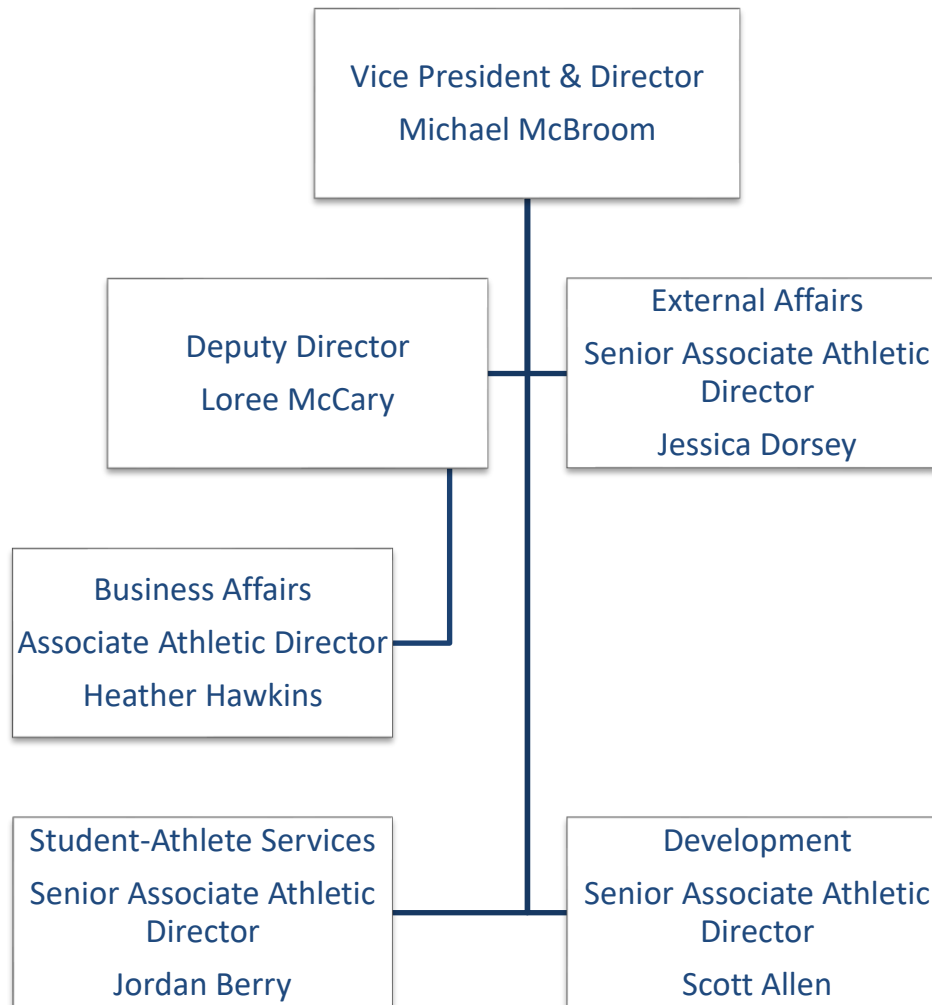 Vice President & Director
Michael McBroom
Deputy Director
Loree McCary
External Affairs
Senior Associate Athletic
Director
Jessica Dorsey
Business Affairs
Associate Athletic Director
Heather Hawkins
Student-Athlete Services
Senior Associate Athletic
Director
Jordan Berry
Development
Senior Associate Athletic
Director
Scott Allen